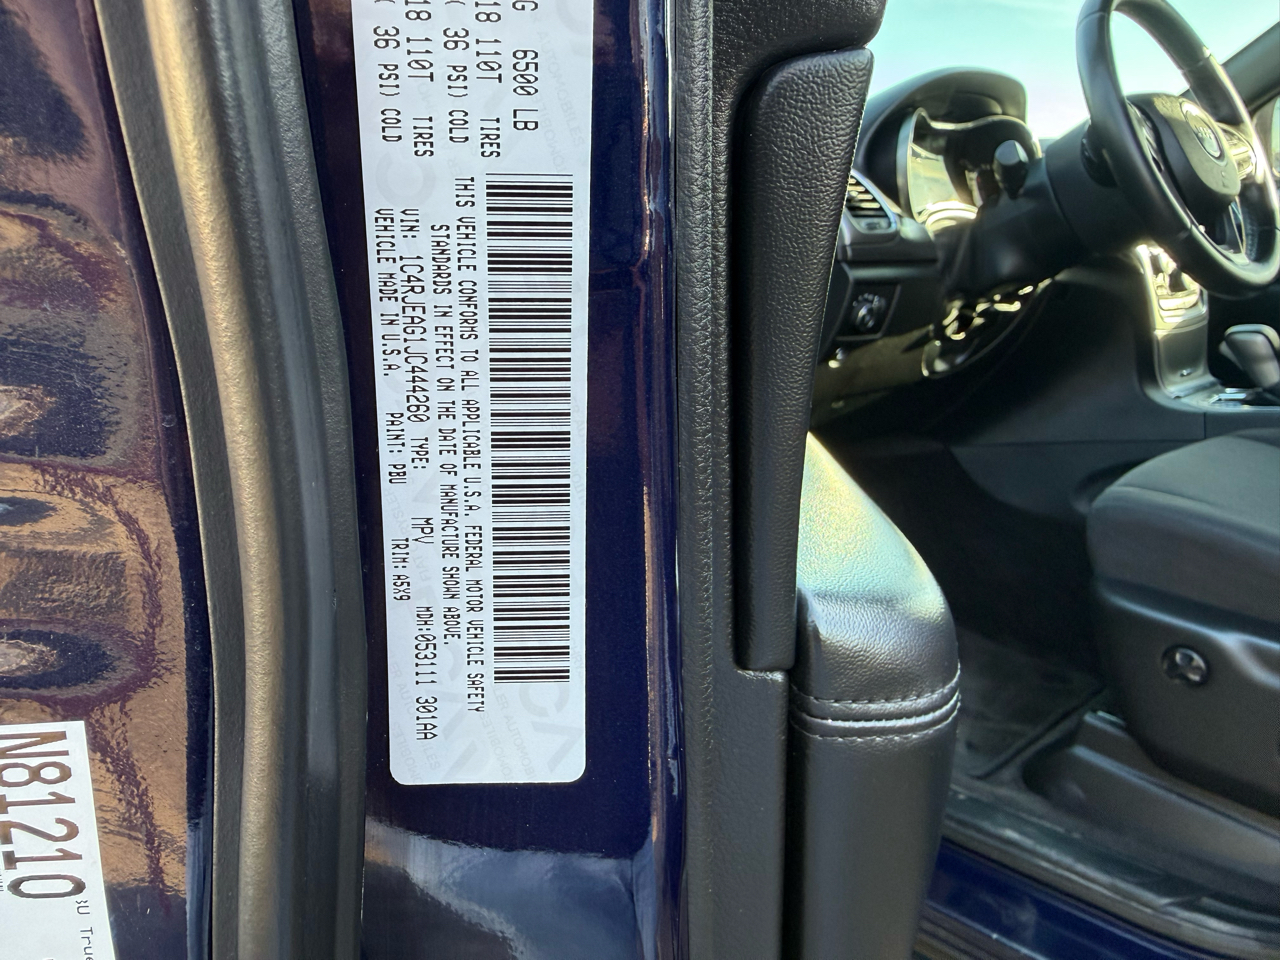 G 6500 LB
18 110T TIRES
( 36 PSI) COLD
18 110T TIRES
( 36 PSI) COLD
THIS VEHICLE CONFORMS TO ALL APPLICABLE U.S.A. FEDERAL MOTOR VEHICLE SAFETY
STANDARDS IN EFFECT ON THE DATE OF MANUFACTURE SHOWN ABOVE.
VIN: 1C4RJEAG1JC444260 TYPE: MPV MDH:053111 301AA
VEHICLE MADE IN U.S.A. PAINT: PBU TRIM: A5X9
N81210